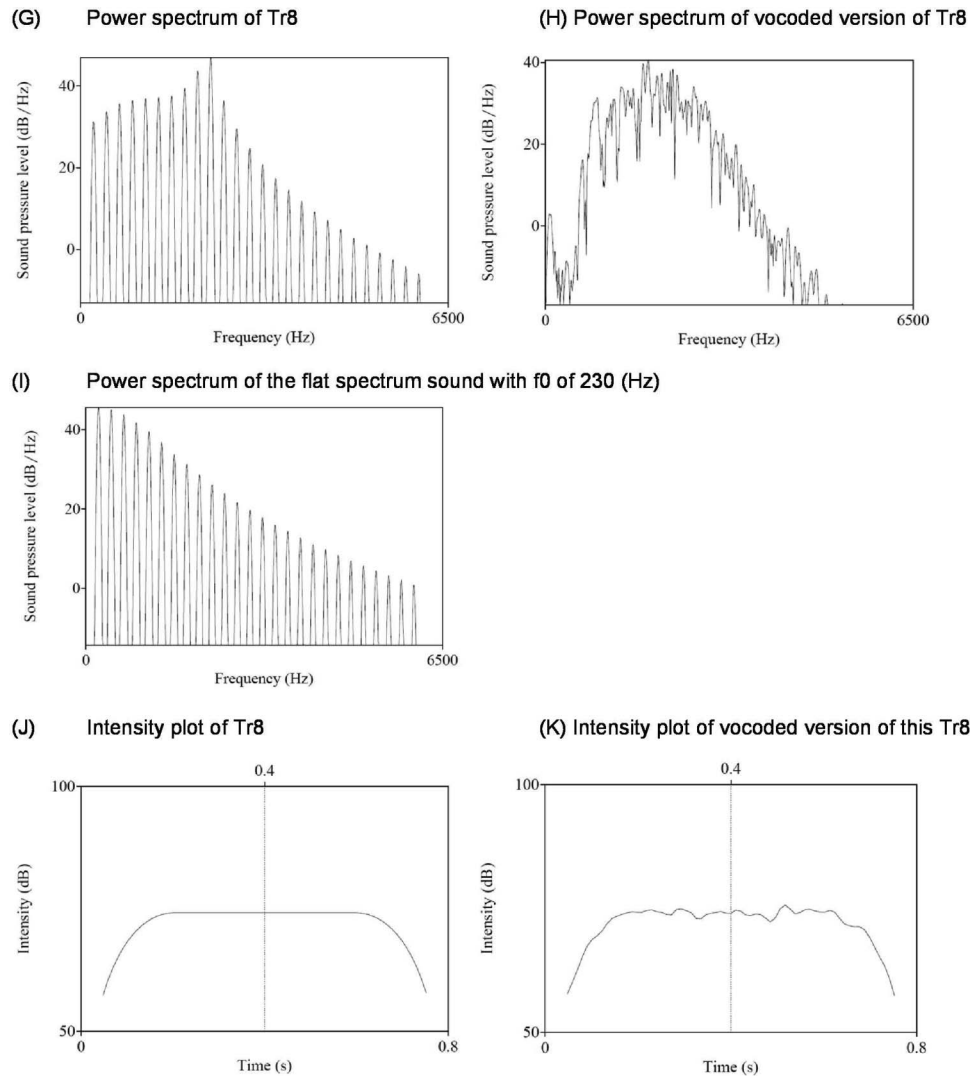 (G) Power spectrum of Tr8
(H) Power spectrum of vocoded version of Tr8
40
20
0
Sound pressure level (dB/Hz)
0
6500
Frequency (Hz)
40
20
0
Sound pressure level (dB/Hz)
0
6500
Frequency (Hz)
(I) Power spectrum of the flat spectrum sound with f0 of 230 (Hz)
40
20
0
Sound pressure level (dB/Hz)
0
6500
Frequency (Hz)
(J) Intensity plot of Tr8
(K) Intensity plot of vocoded version of this Tr8
0.4
100
Intensity (dB)
50
0
0.8
Time (s)
0.4
100
Intensity (dB)
50
0
0.8
Time (s)